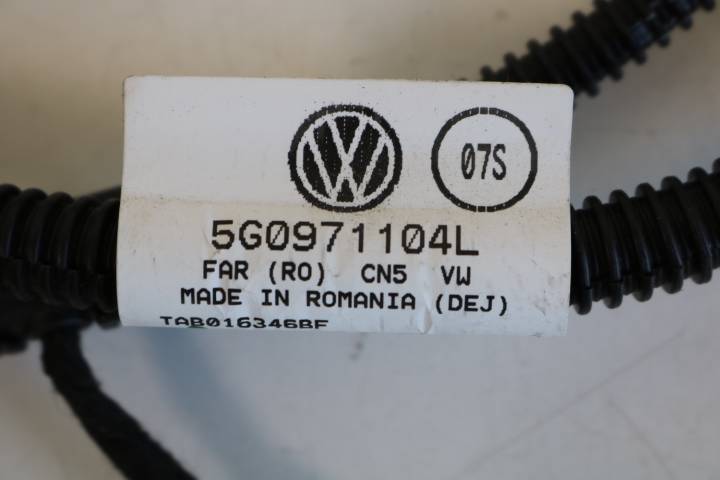 07S
5G0971104L
FAR (RO) CN5 VW
MADE IN ROMANIA (DEJ)
TAB016346BF